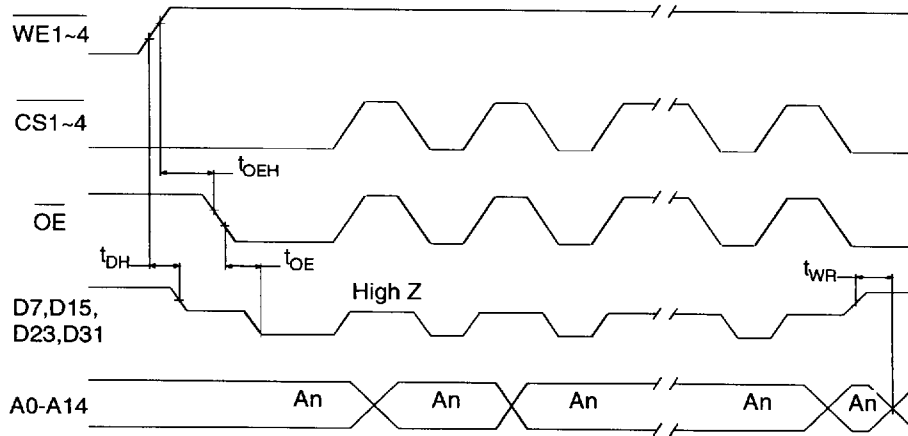 WE1~4
CS1~4
tOEH
OE
tDH
tOE
tWR
High Z
D7,D15,
D23,D31
A0-A14
An An An An An